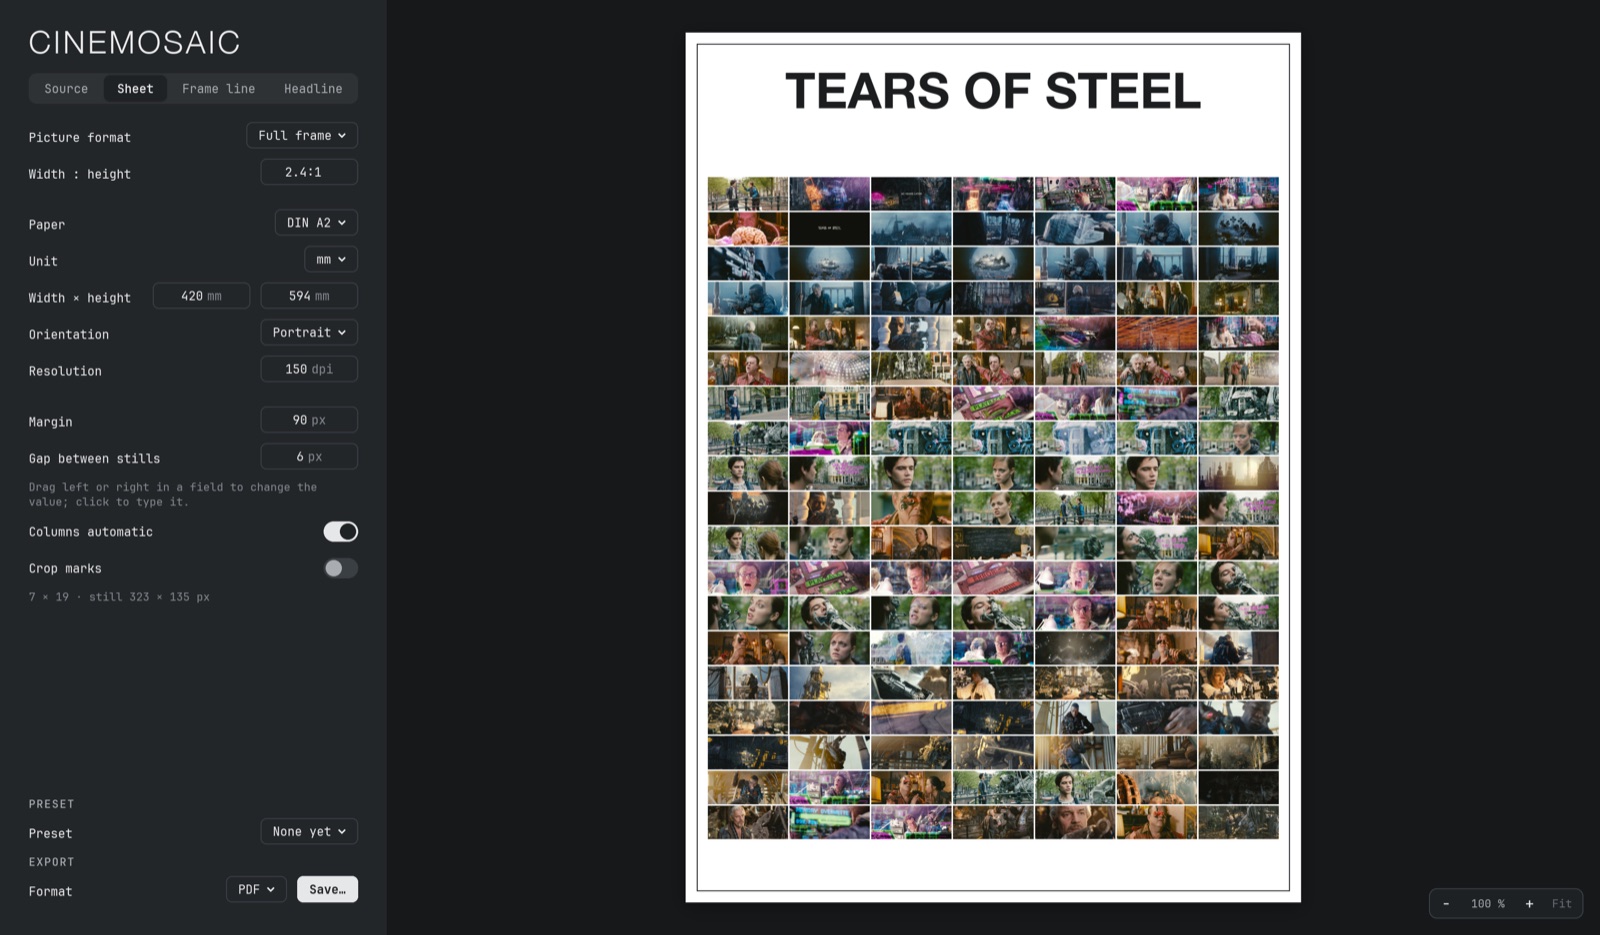 CINEMOSAIC
Source Sheet Frame line Headline
Picture format Full frame
Width : height 2.4:1
Paper DIN A2
Unit mm
Width × height 420 mm 594 mm
Orientation Portrait
Resolution 150 dpi
Margin 90 px
Gap between stills 6 px
Drag left or right in a field to change the
value; click to type it.
Columns automatic
Crop marks
7 × 19 · still 323 × 135 px
PRESET
Preset None yet
EXPORT
Format PDF Save…
TEARS OF STEEL
- 100 % + Fit